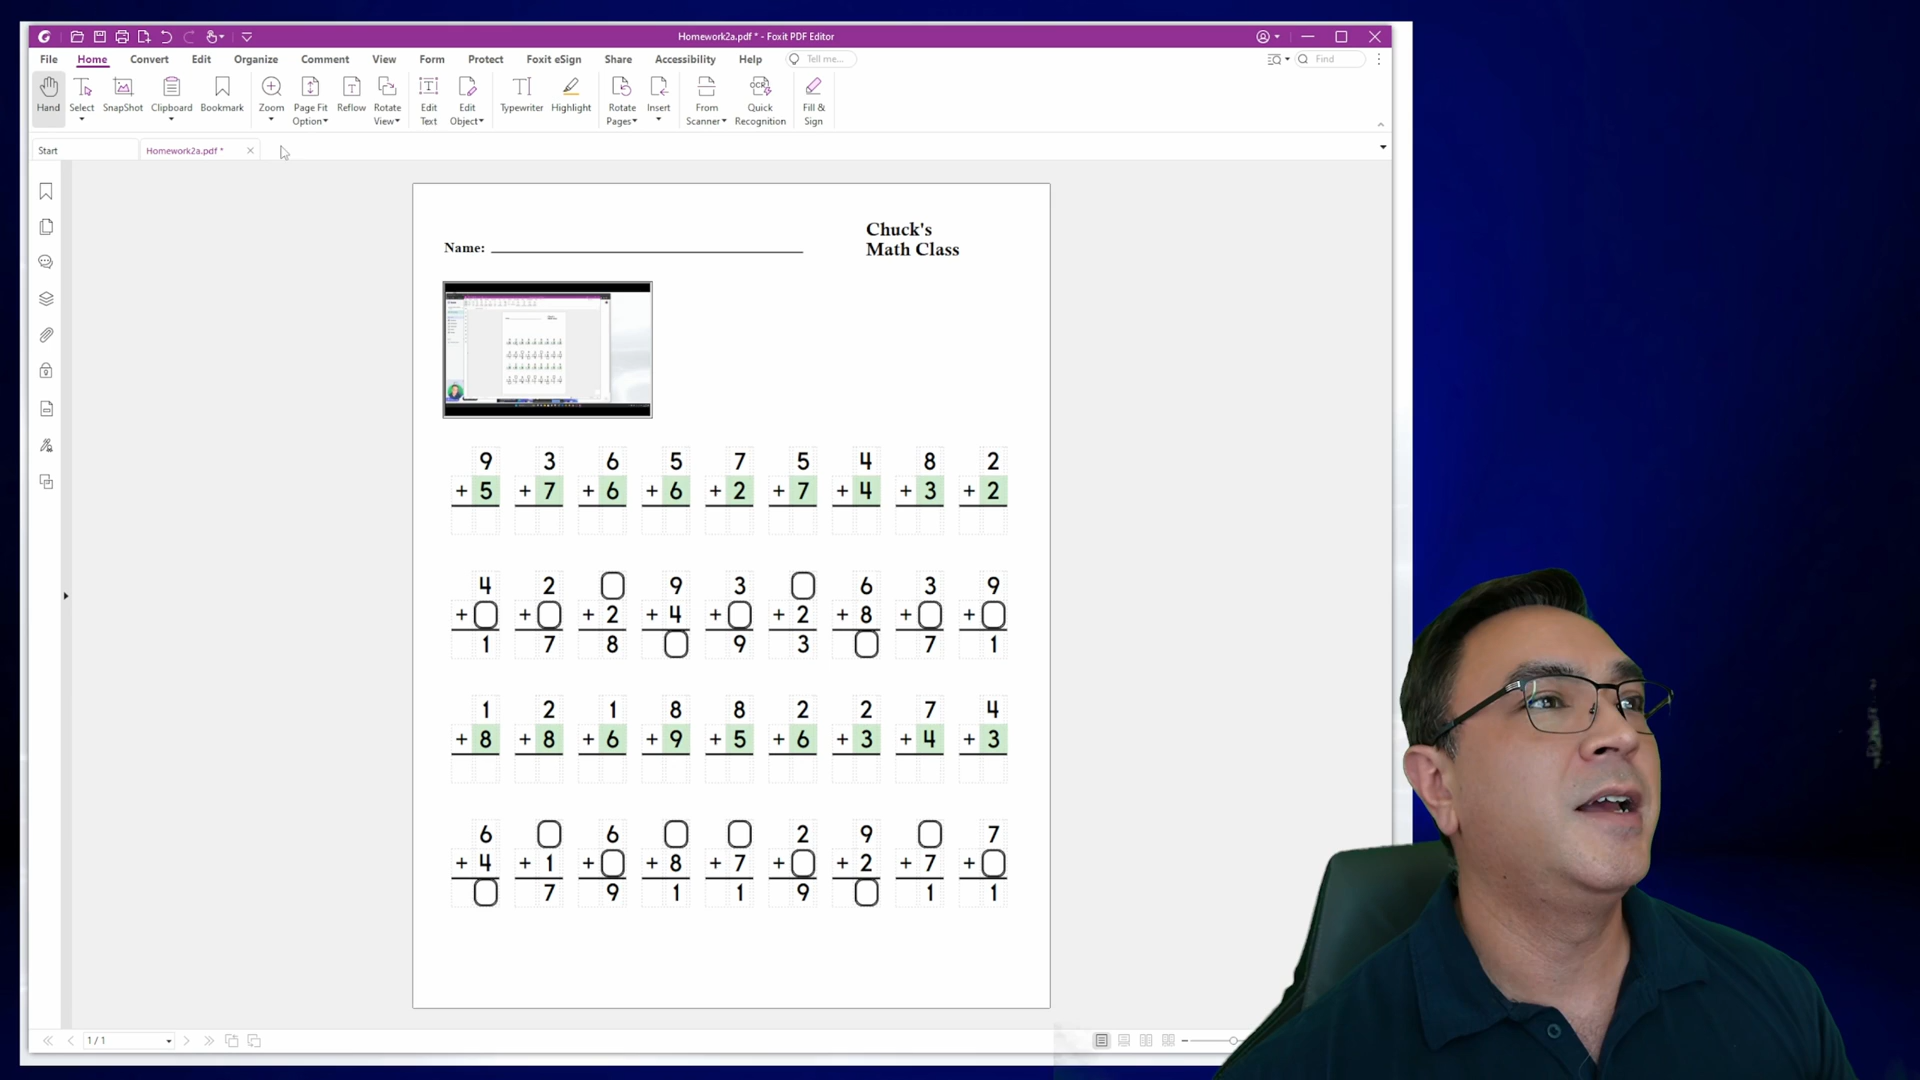 Homework2a.pdf * - Foxit PDF Editor
File Home Convert Edit Organize Comment View Form Protect Foxit eSign Share Accessibility Help Tell me... Find
Hand Select SnapShot Clipboard Bookmark Zoom Page Fit Option Reflow Rotate View Edit Text Edit Object Typewriter Highlight Rotate Pages Insert From Scanner OCR Quick Recognition Fill & Sign
Start Homework2a.pdf *
Chuck's
Name: Math Class
9 3 6 5 7 5 4 8 2
+ 5 + 7 + 6 + 6 + 2 + 7 + 4 + 3 + 2
4 2 9 3 6 3 9
+ + + 2 + 4 + + 2 + 8 + +
1 7 8 9 3 7 1
1 2 1 8 8 2 2 7 4
+ 8 + 8 + 6 + 9 + 5 + 6 + 3 + 4 + 3
6 6 2 9 7
+ 4 + 1 + + 8 + 7 + + 2 + 7 +
7 9 1 1 9 1 1
1 / 1